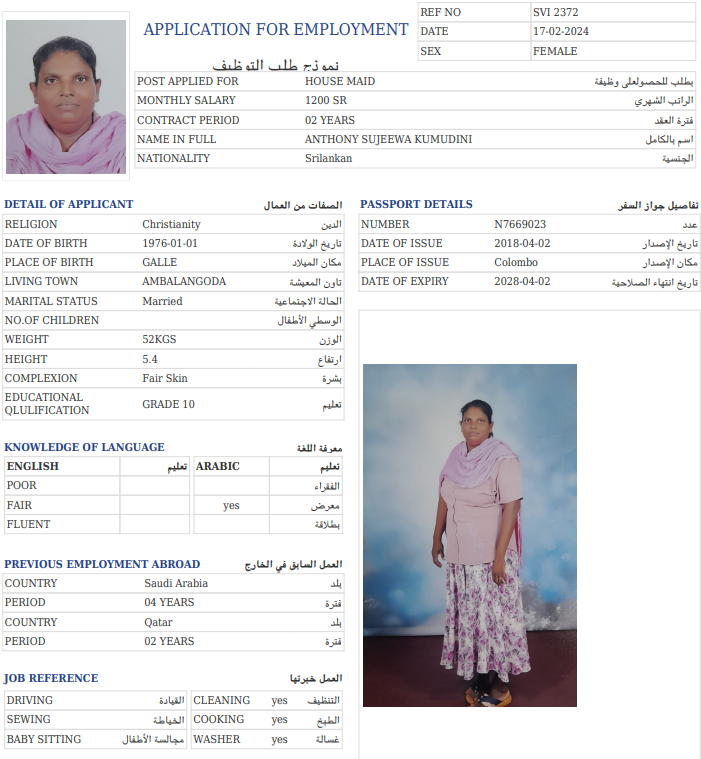 APPLICATION FOR EMPLOYMENT
نموذج طلب التوظيف
REF NO SVI 2372
DATE 17-02-2024
SEX FEMALE
POST APPLIED FOR HOUSE MAID بطلب للحصولعلى وظيفة
MONTHLY SALARY 1200 SR الراتب الشهري
CONTRACT PERIOD 02 YEARS فترة العقد
NAME IN FULL ANTHONY SUJEEWA KUMUDINI اسم بالكامل
NATIONALITY Srilankan الجنسية
DETAIL OF APPLICANT الصفات من العمال
RELIGION Christianity الدين
DATE OF BIRTH 1976-01-01 تاريخ الولادة
PLACE OF BIRTH GALLE مكان الميلاد
LIVING TOWN AMBALANGODA تاون المعيشة
MARITAL STATUS Married الحالة الاجتماعية
NO.OF CHILDREN الوسطي الأطفال
WEIGHT 52KGS الوزن
HEIGHT 5.4 ارتفاع
COMPLEXION Fair Skin بشرة
EDUCATIONAL
QLULIFICATION GRADE 10 تعليم
PASSPORT DETAILS تفاصيل جواز السفر
NUMBER N7669023 عدد
DATE OF ISSUE 2018-04-02 تاريخ الإصدار
PLACE OF ISSUE Colombo مكان الإصدار
DATE OF EXPIRY 2028-04-02 تاريخ انتهاء الصلاحية
KNOWLEDGE OF LANGUAGE معرفة اللغة
ENGLISH تعليم ARABIC تعليم
POOR الفقراء
FAIR yes معرض
FLUENT بطلاقة
PREVIOUS EMPLOYMENT ABROAD العمل السابق في الخارج
COUNTRY Saudi Arabia بلد
PERIOD 04 YEARS فترة
COUNTRY Qatar بلد
PERIOD 02 YEARS فترة
JOB REFERENCE العمل خبرتها
DRIVING القيادة CLEANING yes التنظيف
SEWING الخياطة COOKING yes الطبخ
BABY SITTING مجالسة الأطفال WASHER yes غسالة